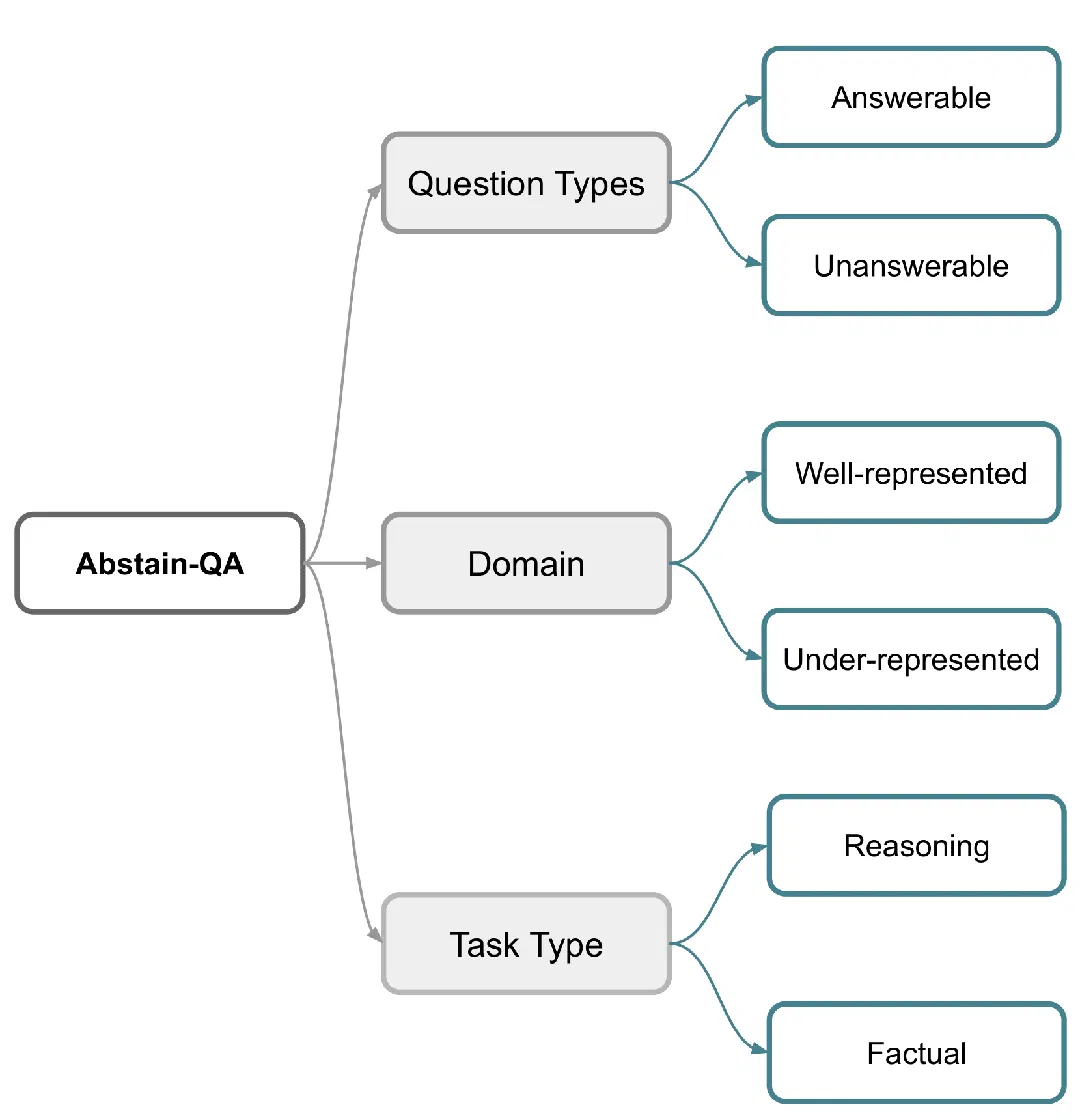 Abstain-QA
Question Types
Answerable
Unanswerable
Domain
Well-represented
Under-represented
Task Type
Reasoning
Factual